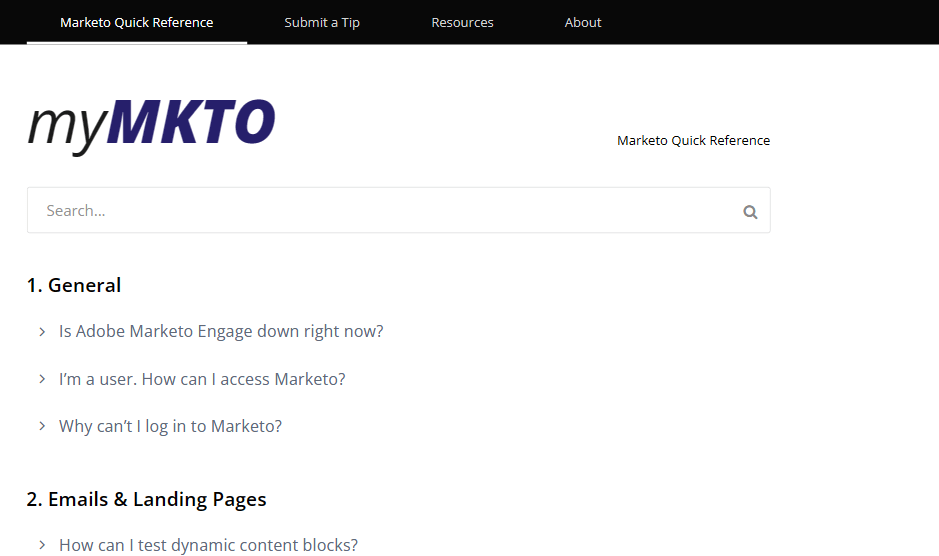 Marketo Quick Reference Submit a Tip Resources About
myMKTO
Marketo Quick Reference
Search...
1. General
Is Adobe Marketo Engage down right now?
I’m a user. How can I access Marketo?
Why can’t I log in to Marketo?
2. Emails & Landing Pages
How can I test dynamic content blocks?